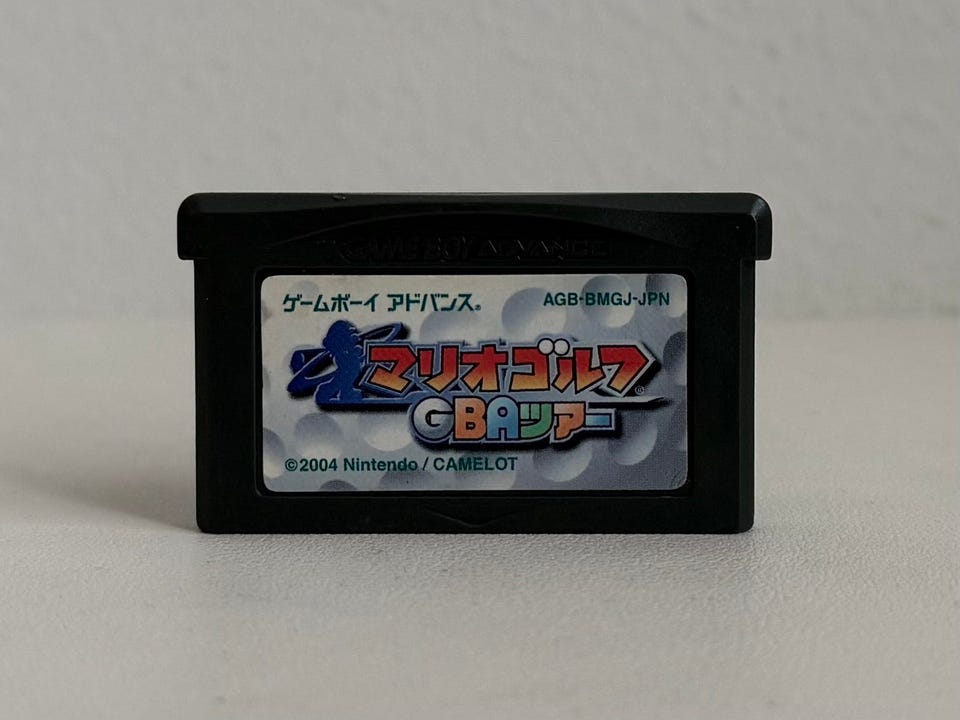 GAME BOY ADVANCE
ゲームボーイ アドバンス®
AGB-BMGJ-JPN
マリオゴルフ®
GBAツアー
©2004 Nintendo / CAMELOT